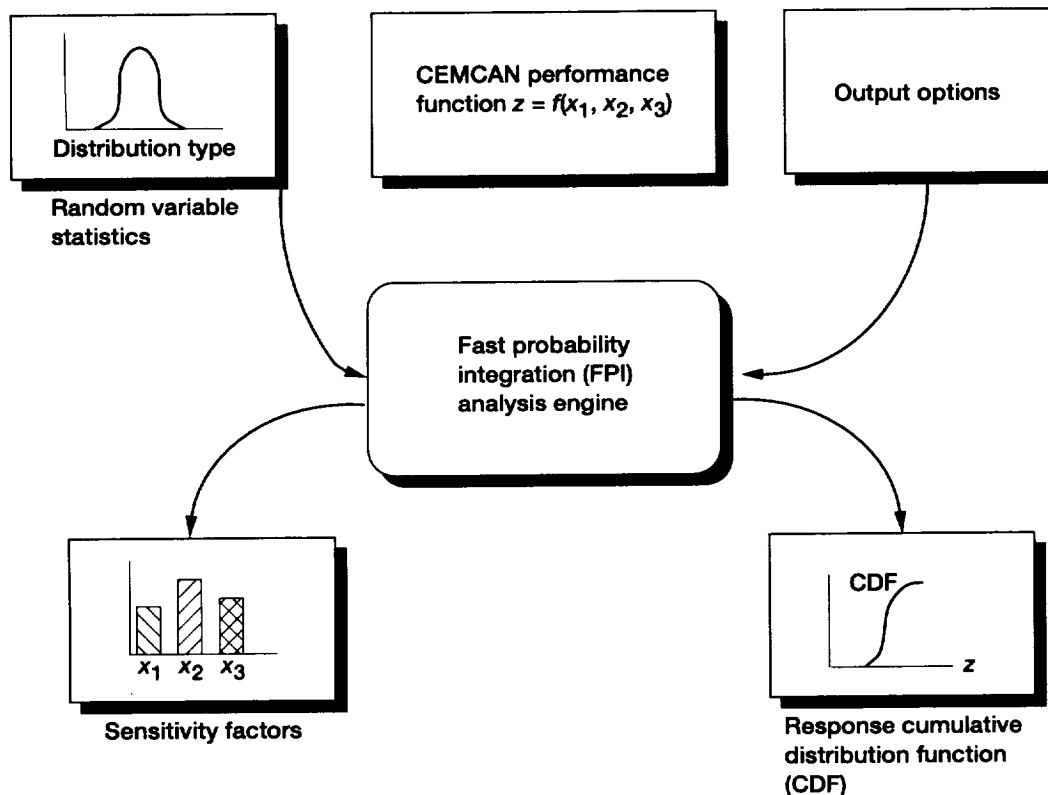 Distribution type
Random variable
statistics
CEMCAN performance
function z = f(x₁, x₂, x₃)
Output options
Fast probability
integration (FPI)
analysis engine
x₁ x₂ x₃
Sensitivity factors
CDF
z
Response cumulative
distribution function
(CDF)